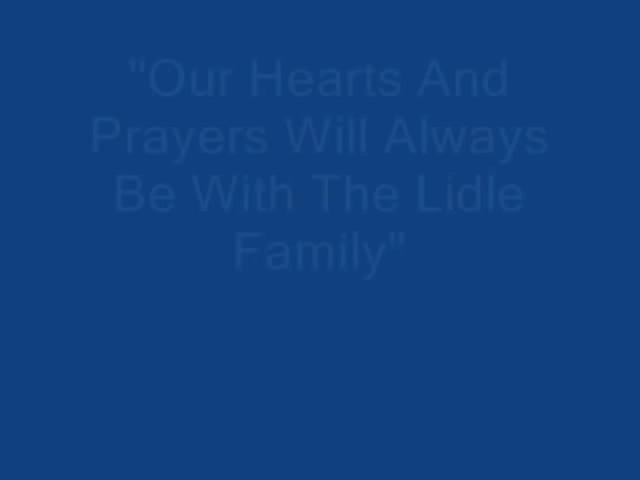 "Our Hearts And
Prayers Will Always
Be With The Lidle
Family"